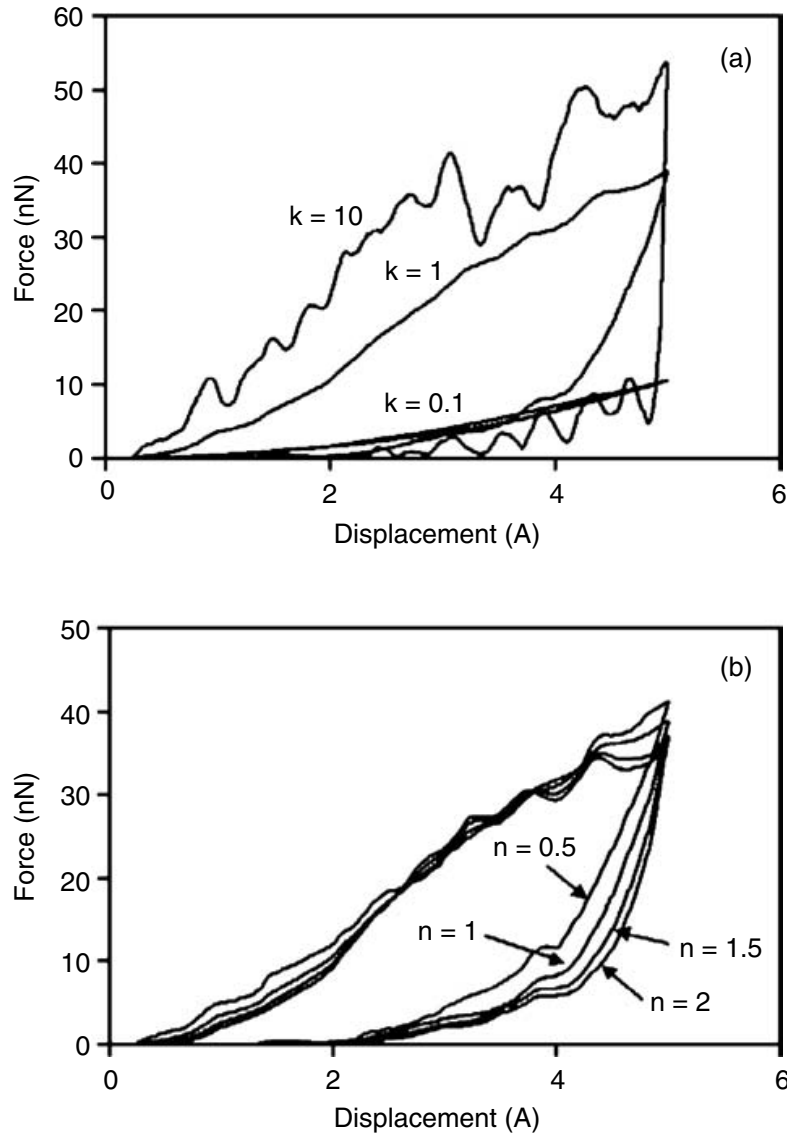 (a)
60
50
40
30
20
10
0
Force (nN)
k = 10
k = 1
k = 0.1
0 2 4 6
Displacement (A)
(b)
50
40
30
20
10
0
Force (nN)
n = 0.5
n = 1
n = 1.5
n = 2
0 2 4 6
Displacement (A)